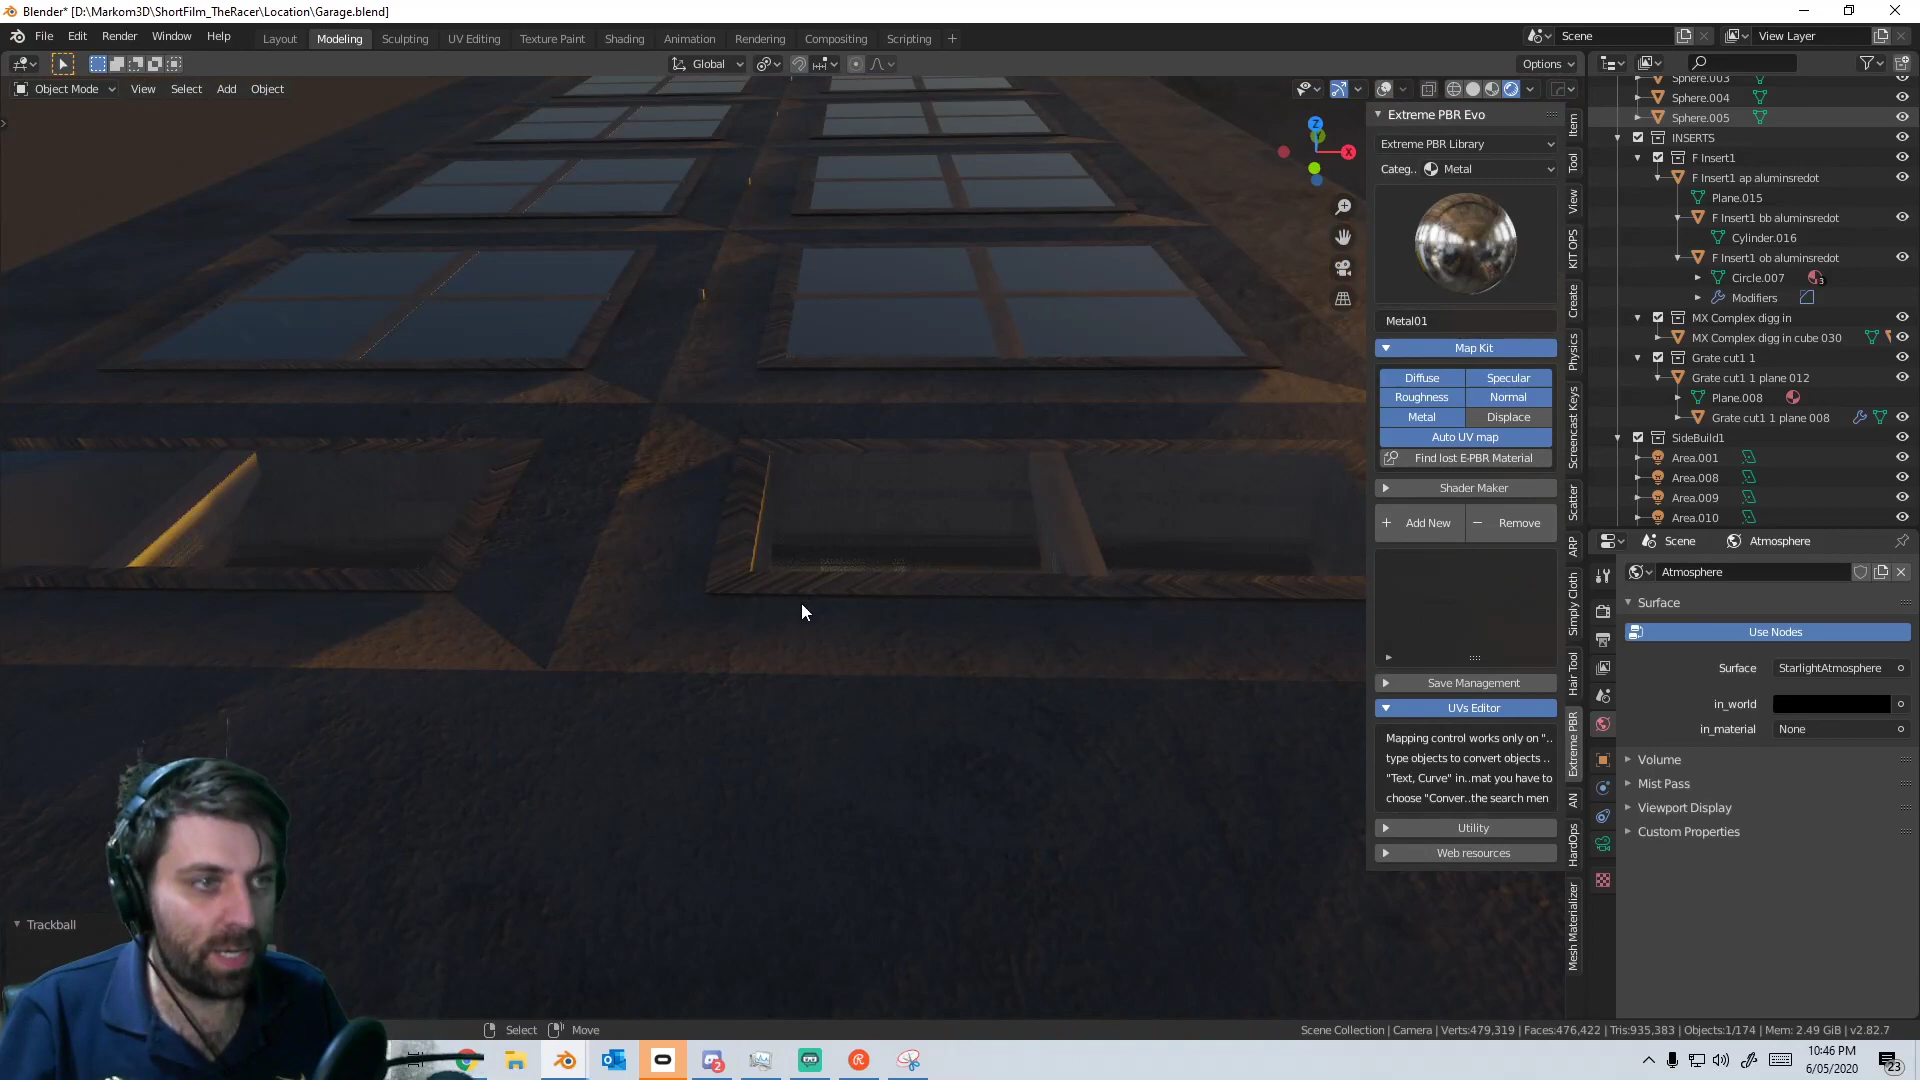 Blender* [D:\Markom3D\ShortFilm_TheRacer\Location\Garage.blend]
File Edit Render Window Help Layout Modeling Sculpting UV Editing Texture Paint Shading Animation Rendering Compositing Scripting + Scene View Layer
Global Options
Object Mode View Select Add Object
Z
X
Extreme PBR Evo
Extreme PBR Library
Categ.. Metal
Metal01
Map Kit
Diffuse Specular
Roughness Normal
Metal Displace
Auto UV map
Find lost E-PBR Material
Shader Maker
+ Add New − Remove
Save Management
UVs Editor
Mapping control works only on "..
type objects to convert objects ..
"Text, Curve" in..mat you have to
choose "Conver..the search men
Utility
Web resources
Item
Tool
View
KIT OPS
Create
Physics
Screencast Keys
Scatter
ARP
Simply Cloth
Hair Tool
Extreme PBR
AN
HardOps
Mesh Materializer
Sphere.003
Sphere.004
Sphere.005
INSERTS
F Insert1
F Insert1 ap aluminsredot
Plane.015
F Insert1 bb aluminsredot
Cylinder.016
F Insert1 ob aluminsredot
Circle.007 3
Modifiers
MX Complex digg in
MX Complex digg in cube 030
Grate cut1 1
Grate cut1 1 plane 012
Plane.008
Grate cut1 1 plane 008
SideBuild1
Area.001
Area.008
Area.009
Area.010
Scene Atmosphere
Atmosphere
Surface
Use Nodes
Surface StarlightAtmosphere
in_world
in_material None
Volume
Mist Pass
Viewport Display
Custom Properties
Trackball
Select Move
Scene Collection | Camera | Verts:479,319 | Faces:476,422 | Tris:935,383 | Objects:1/174 | Mem: 2.49 GiB | v2.82.7
2
10:46 PM
6/05/2020
23